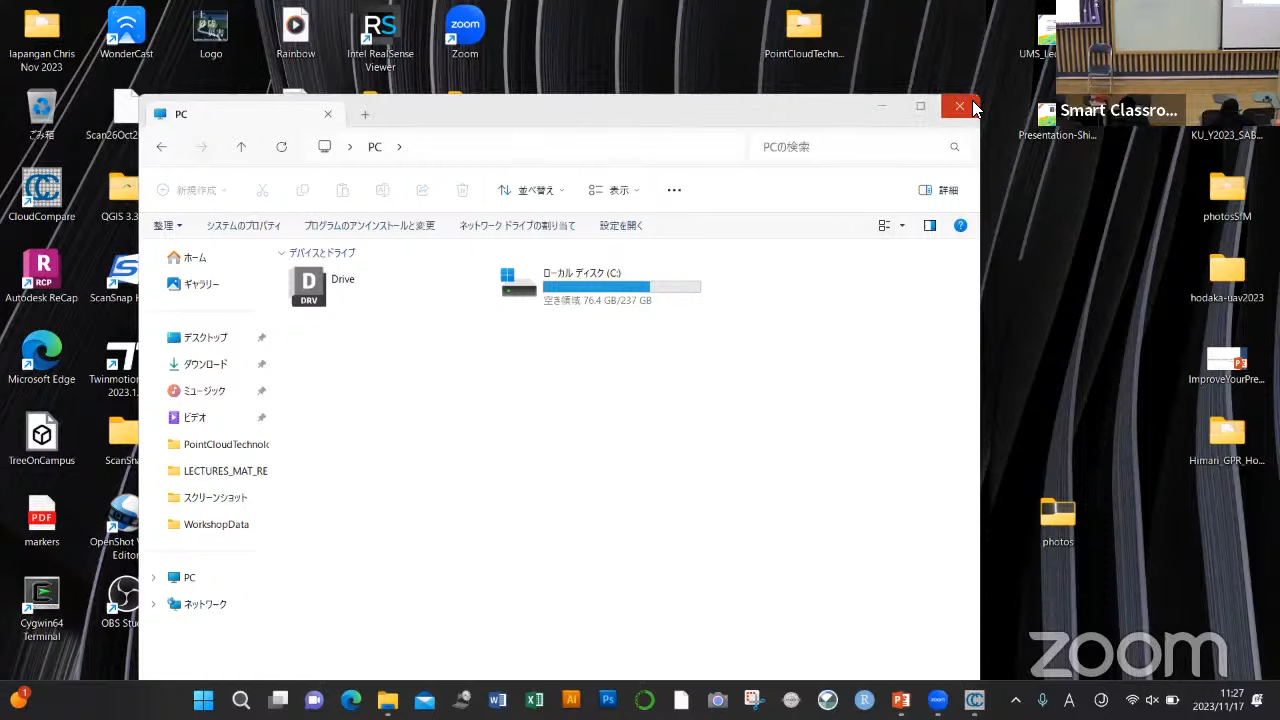 lapangan Chris
Nov 2023
WonderCast
Logo
Rainbow
RS
Intel RealSense
Viewer
zoom
Zoom
PointCloudTechn...
Smart Classro...
ごみ箱
Scan26Oct2
Presentation-Shi...
KU_Y2023_SAB...
PC
PC
PCの検索
新規作成
並べ替え
表示
詳細
整理
システムのプロパティ
プログラムのアンインストールと変更
ネットワーク ドライブの割り当て
設定を開く
CloudCompare
QGIS 3.3
photosSfM
ホーム
ギャラリー
デバイスとドライブ
D
DRV
Drive
ローカル ディスク (C:)
空き領域 76.4 GB/237 GB
R
RCP
Autodesk ReCap
ScanSnap H
hodaka-uav2023
デスクトップ
ダウンロード
ミュージック
ビデオ
PointCloudTechnolo
LECTURES_MAT_RE
スクリーンショット
WorkshopData
PC
ネットワーク
Microsoft Edge
Twinmotion
2023.1.
ImproveYourPre...
TreeOnCampus
ScanSna
Himari_GPR_Ho...
PDF
markers
OpenShot V
Editor
photos
Cygwin64
Terminal
OBS Stu
zoom
1
Ai
Ps
R
zoom
A
11:27
2023/11/17